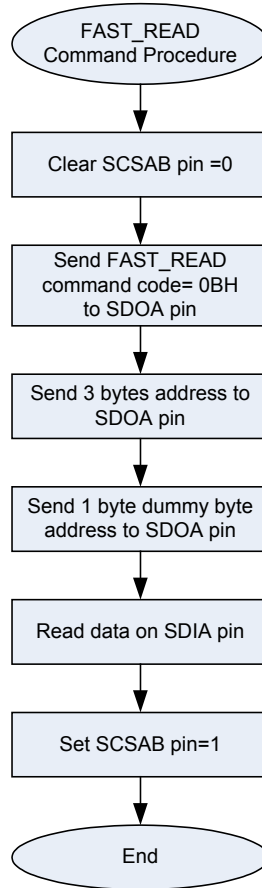 FAST_READ
Command Procedure
Clear SCSAB pin =0
Send FAST_READ
command code= 0BH
to SDOA pin
Send 3 bytes address to
SDOA pin
Send 1 byte dummy byte
address to SDOA pin
Read data on SDIA pin
Set SCSAB pin=1
End